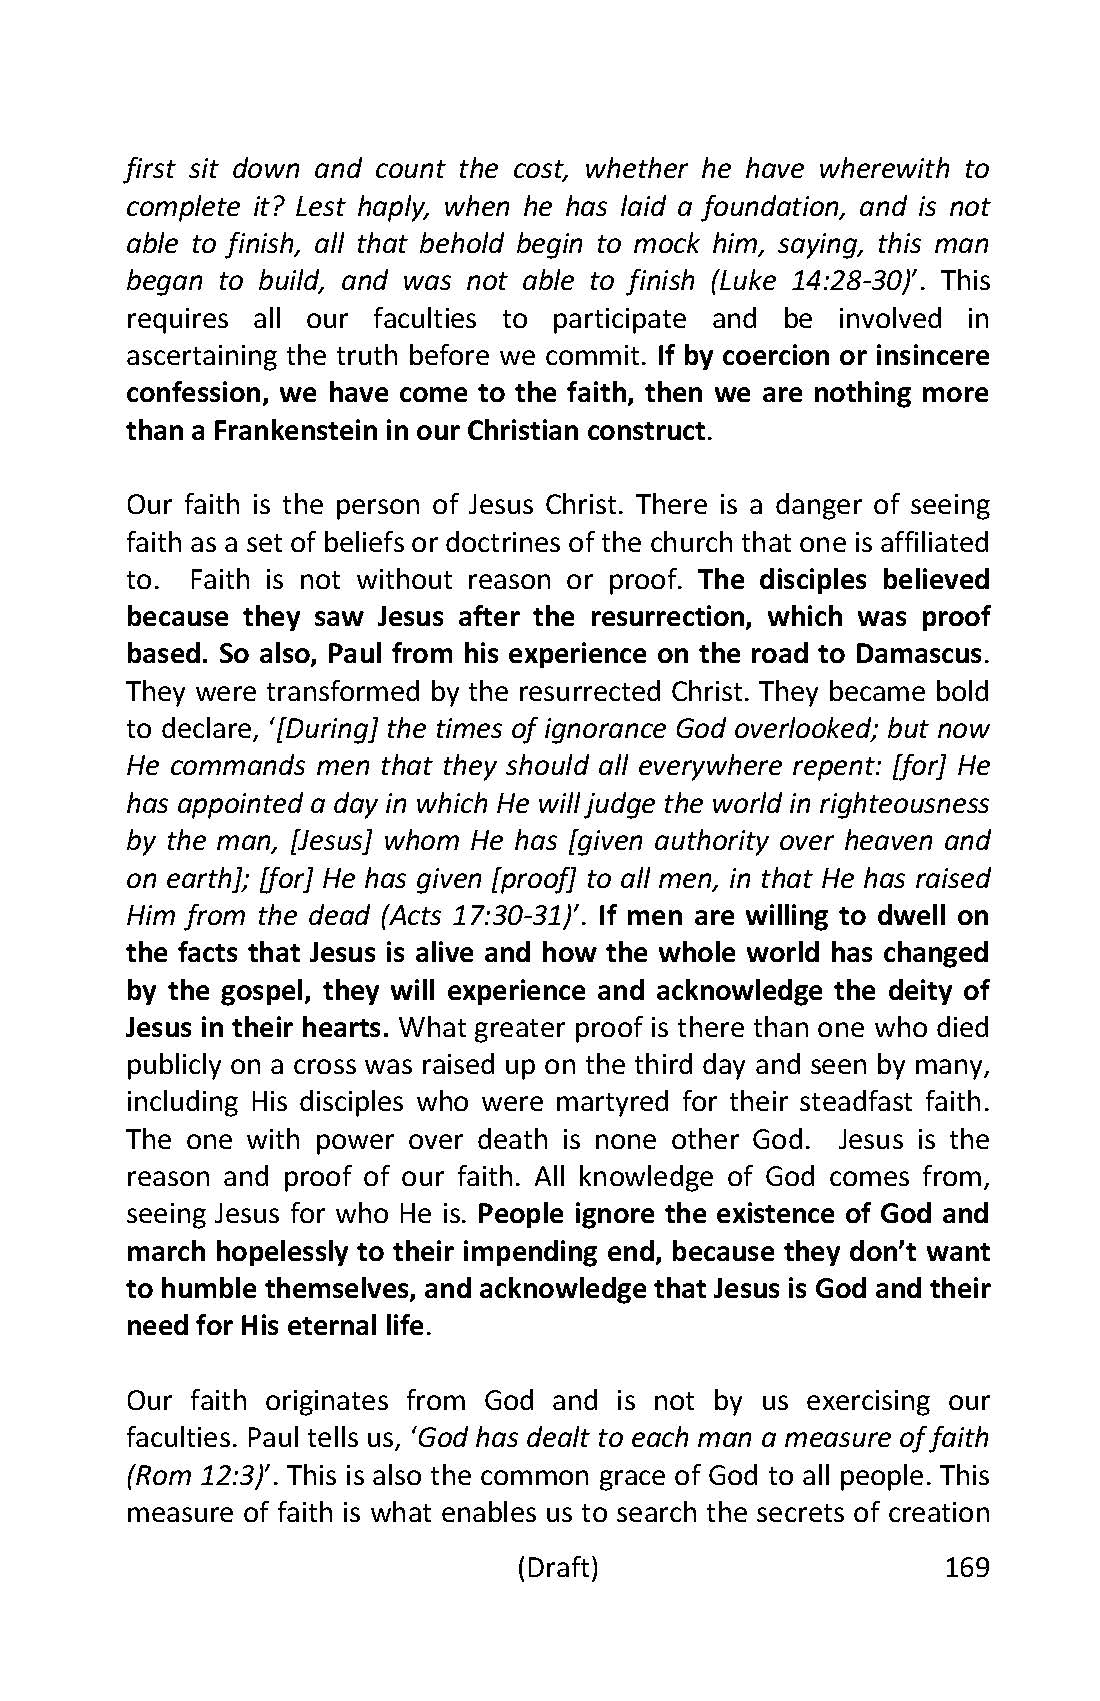 first sit down and count the cost, whether he have wherewith to
complete it? Lest haply, when he has laid a foundation, and is not
able to finish, all that behold begin to mock him, saying, this man
began to build, and was not able to finish (Luke 14:28-30)’. This
requires all our faculties to participate and be involved in
ascertaining the truth before we commit. If by coercion or insincere
confession, we have come to the faith, then we are nothing more
than a Frankenstein in our Christian construct.
Our faith is the person of Jesus Christ. There is a danger of seeing
faith as a set of beliefs or doctrines of the church that one is affiliated
to. Faith is not without reason or proof. The disciples believed
because they saw Jesus after the resurrection, which was proof
based. So also, Paul from his experience on the road to Damascus.
They were transformed by the resurrected Christ. They became bold
to declare, ‘[During] the times of ignorance God overlooked; but now
He commands men that they should all everywhere repent: [for] He
has appointed a day in which He will judge the world in righteousness
by the man, [Jesus] whom He has [given authority over heaven and
on earth]; [for] He has given [proof] to all men, in that He has raised
Him from the dead (Acts 17:30-31)’. If men are willing to dwell on
the facts that Jesus is alive and how the whole world has changed
by the gospel, they will experience and acknowledge the deity of
Jesus in their hearts. What greater proof is there than one who died
publicly on a cross was raised up on the third day and seen by many,
including His disciples who were martyred for their steadfast faith.
The one with power over death is none other God. Jesus is the
reason and proof of our faith. All knowledge of God comes from,
seeing Jesus for who He is. People ignore the existence of God and
march hopelessly to their impending end, because they don’t want
to humble themselves, and acknowledge that Jesus is God and their
need for His eternal life.
Our faith originates from God and is not by us exercising our
faculties. Paul tells us, ‘God has dealt to each man a measure of faith
(Rom 12:3)’. This is also the common grace of God to all people. This
measure of faith is what enables us to search the secrets of creation
(Draft) 169